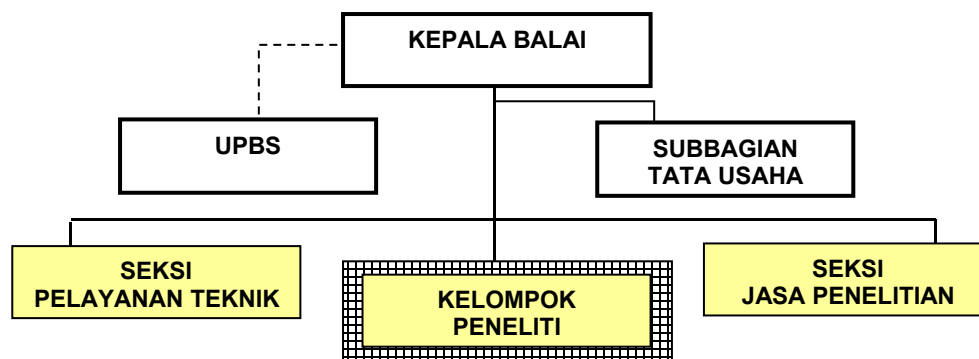 KEPALA BALAI
UPBS
SUBBAGIAN
TATA USAHA
SEKSI
PELAYANAN TEKNIK
KELOMPOK
PENELITI
SEKSI
JASA PENELITIAN